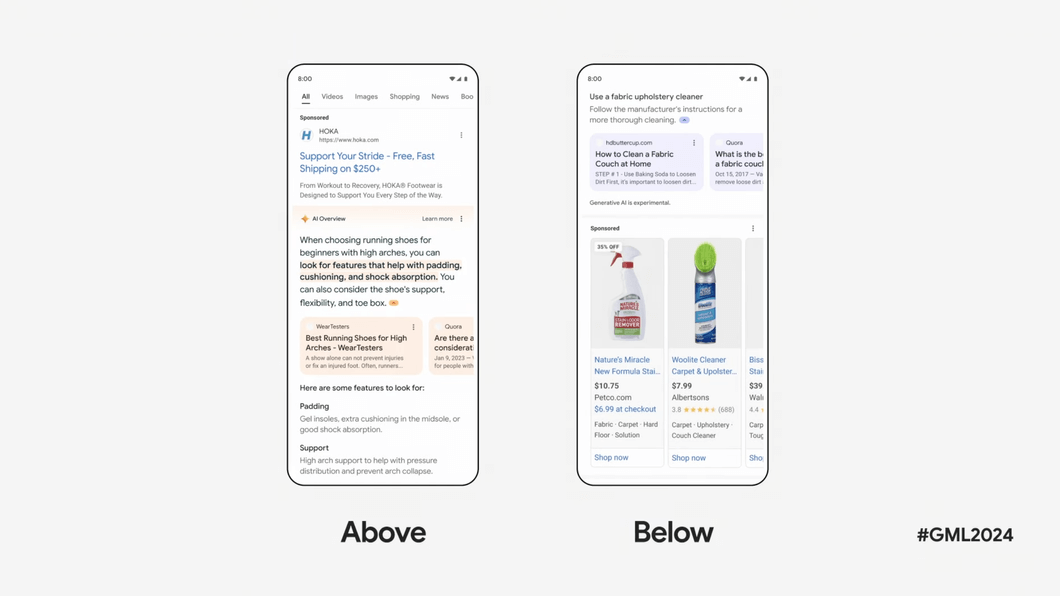 8:00
All Videos Images Shopping News Boo
Sponsored
HOKA
https://www.hoka.com
Support Your Stride - Free, Fast
Shipping on $250+
From Workout to Recovery, HOKA® Footwear is
Designed to Support You Every Step of the Way.
AI Overview Learn more
When choosing running shoes for
beginners with high arches, you can
look for features that help with padding,
cushioning, and shock absorption. You
can also consider the shoe's support,
flexibility, and toe box.
WearTesters
Best Running Shoes for High
Arches - WearTesters
A shoe alone can not prevent injuries
or fix an injured foot. Often, runners...
Quora
Are there a
considerat
Jan 9, 2023 —
for people with
Here are some features to look for:
Padding
Gel insoles, extra cushioning in the midsole, or
good shock absorption.
Support
High arch support to help with pressure
distribution and prevent arch collapse.
Above
8:00
Use a fabric upholstery cleaner
Follow the manufacturer's instructions for a
more thorough cleaning.
hdbuttercup.com
How to Clean a Fabric
Couch at Home
STEP # 1 · Use Baking Soda to Loosen
Dirt First, it's important to loosen dirt...
Quora
What is the b
a fabric coucl
Oct 15, 2017 — Va
remove loose dirt
Generative AI is experimental.
Sponsored
35% OFF
NATURE'S
MIRACLE
STAIN & ODOR
REMOVER
Nature's Miracle
New Formula Stai...
$10.75
Petco.com
$6.99 at checkout
Fabric · Carpet · Hard
Floor · Solution
Shop now
Woolite Cleaner
Carpet & Upholster...
$7.99
Albertsons
3.8 (688)
Carpet · Upholstery ·
Couch Cleaner
Shop now
Biss
Stai
$39
Walı
4.4
Carp
Toug
Sho
Below
#GML2024